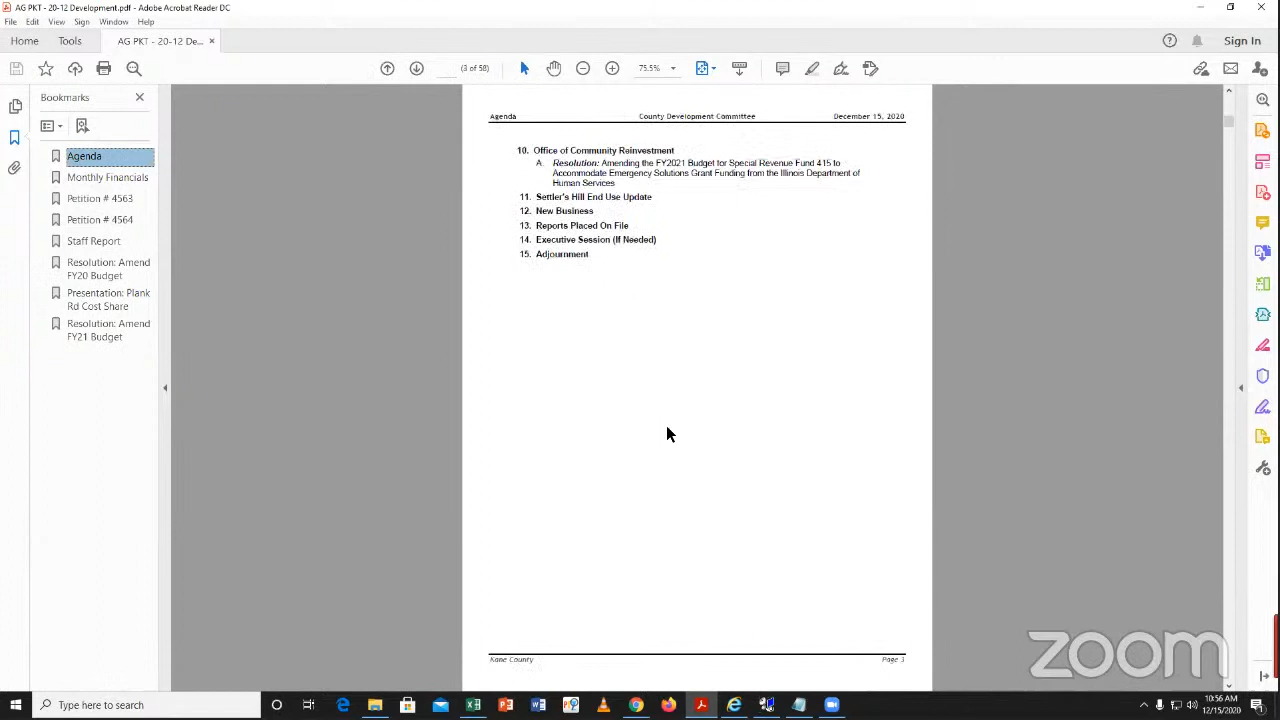 AG PKT - 20-12 Development.pdf - Adobe Acrobat Reader DC
File Edit View Sign Window Help
Home Tools AG PKT - 20-12 De... × Sign In
(3 of 58) 75.5%
Bookmarks
Agenda
Monthly Financials
Petition # 4563
Petition # 4564
Staff Report
Resolution: Amend
FY20 Budget
Presentation: Plank
Rd Cost Share
Resolution: Amend
FY21 Budget
Agenda County Development Committee December 15, 2020
10. Office of Community Reinvestment
A. Resolution: Amending the FY2021 Budget for Special Revenue Fund 415 to
Accommodate Emergency Solutions Grant Funding from the Illinois Department of
Human Services
11. Settler's Hill End Use Update
12. New Business
13. Reports Placed On File
14. Executive Session (If Needed)
15. Adjournment
Kane County Page 3
zoom
Type here to search
10:56 AM
12/15/2020